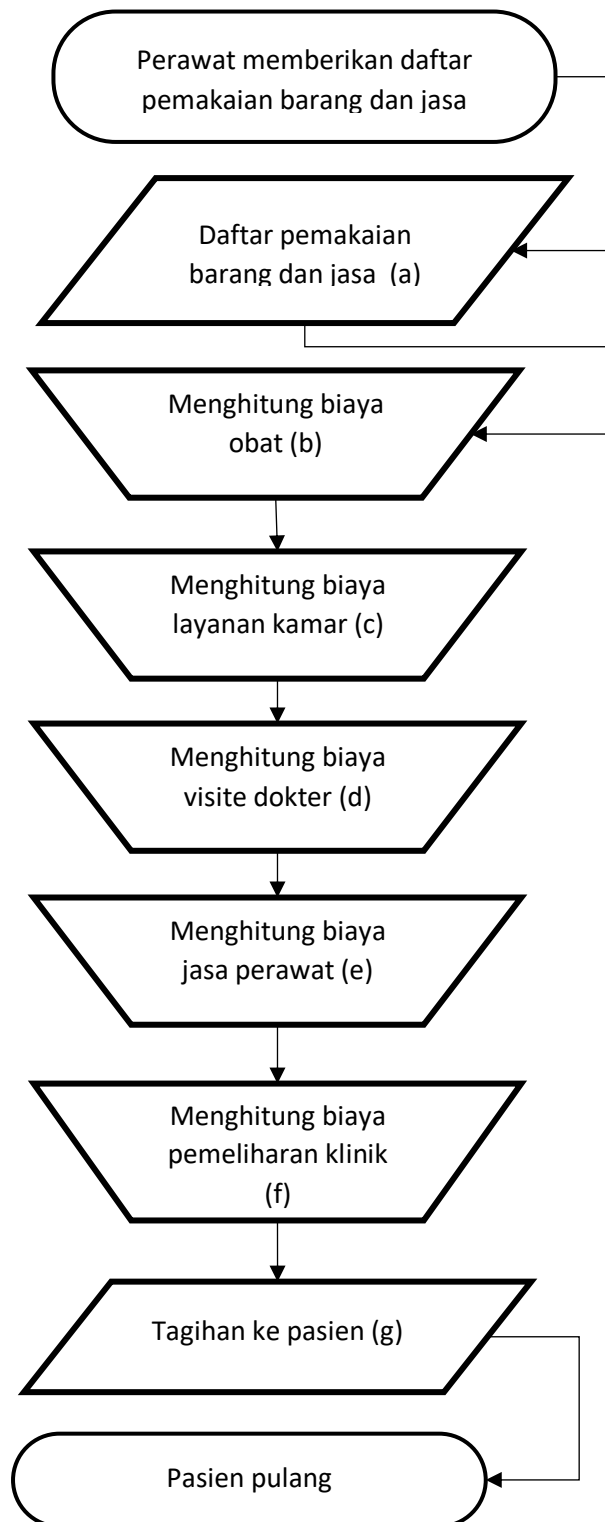 Perawat memberikan daftar
pemakaian barang dan jasa
Daftar pemakaian
barang dan jasa (a)
Menghitung biaya
obat (b)
Menghitung biaya
layanan kamar (c)
Menghitung biaya
visite dokter (d)
Menghitung biaya
jasa perawat (e)
Menghitung biaya
pemeliharan klinik
(f)
Tagihan ke pasien (g)
Pasien pulang